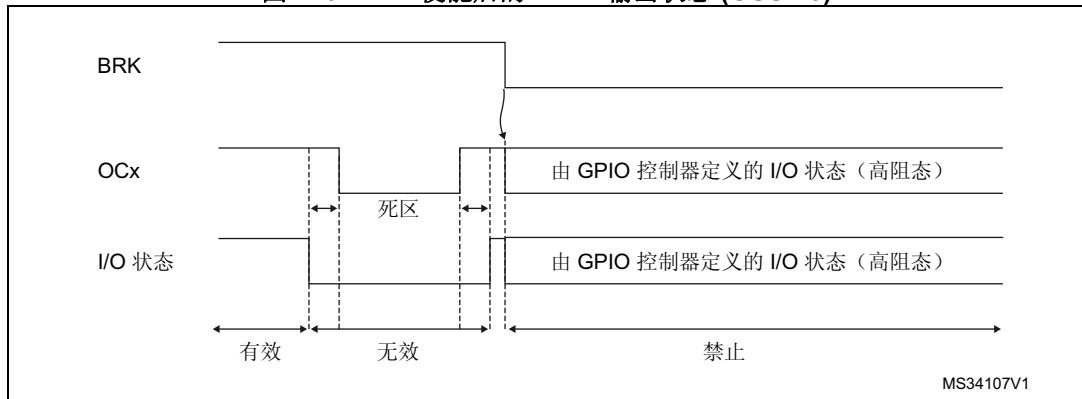 BRK
OCx
由 GPIO 控制器定义的 I/O 状态（高阻态）
死区
I/O 状态
由 GPIO 控制器定义的 I/O 状态（高阻态）
有效
无效
禁止
MS34107V1